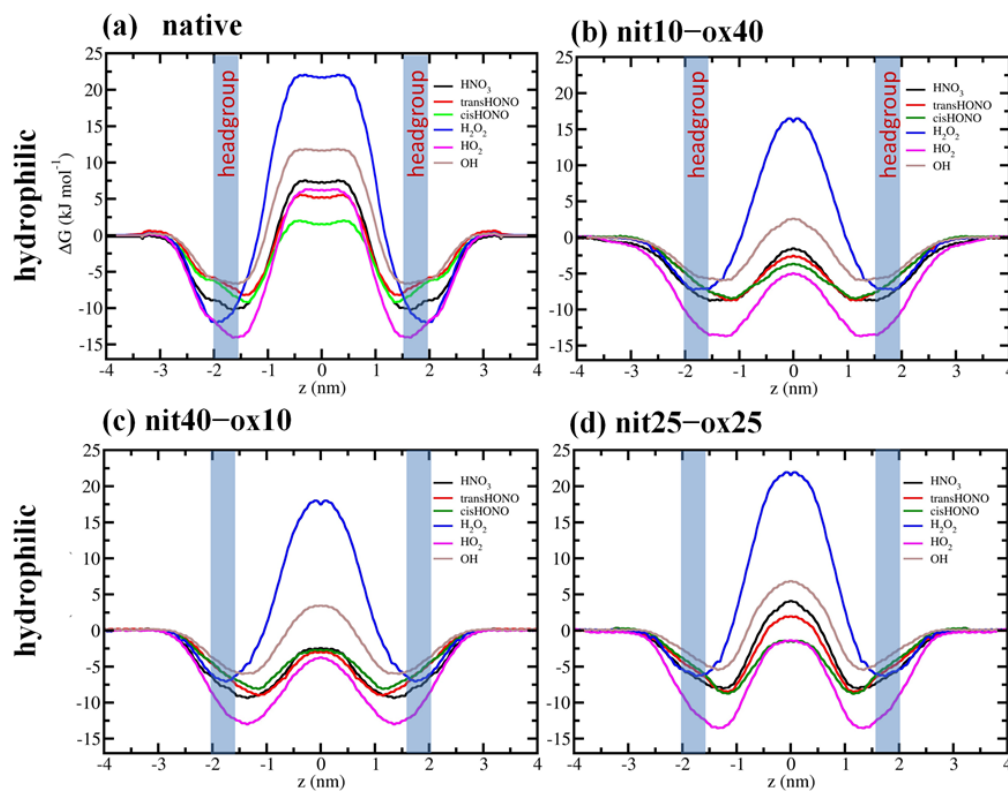 (a) native
(b) nit10−ox40
hydrophilic
ΔG (kJ mol⁻¹)
25
20
15
10
5
0
-5
-10
-15
headgroup
headgroup
HNO₃
transHONO
cisHONO
H₂O₂
HO₂
OH
-4 -3 -2 -1 0 1 2 3 4
z (nm)
25
20
15
10
5
0
-5
-10
-15
headgroup
headgroup
HNO₃
transHONO
cisHONO
H₂O₂
HO₂
OH
-4 -3 -2 -1 0 1 2 3 4
z (nm)
(c) nit40−ox10
(d) nit25−ox25
hydrophilic
25
20
15
10
5
0
-5
-10
-15
HNO₃
transHONO
cisHONO
H₂O₂
HO₂
OH
-4 -3 -2 -1 0 1 2 3 4
z (nm)
25
20
15
10
5
0
-5
-10
-15
HNO₃
transHONO
cisHONO
H₂O₂
HO₂
OH
-4 -3 -2 -1 0 1 2 3 4
z (nm)